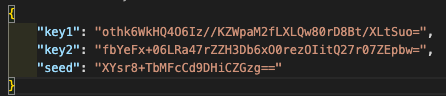 {
"key1": "othk6WkHQ4O6Iz//KZWpaM2fLXLQw80rD8Bt/XLtSuo=",
"key2": "fbYeFx+06LRa47rZZH3Db6xO0rezOIitQ27r07ZEpbw=",
"seed": "XYsr8+TbMFcCd9DHiCZGzg=="
}